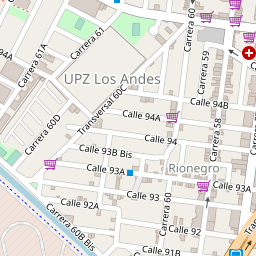 Carrera 60
Carrera 61
Carrera 61A
94A
Carrera 59
UPZ Los Andes
Transversal 60C
Calle 94B
Calle 94A
Carrera 58
Carrera 60D
Calle 94
Calle 93B Bis
Calle 93A
Rionegro
Calle 93A
Calle 93
Carrera 60
Calle 92A
Carrera 60B Bis
Calle 92
Calle 91B